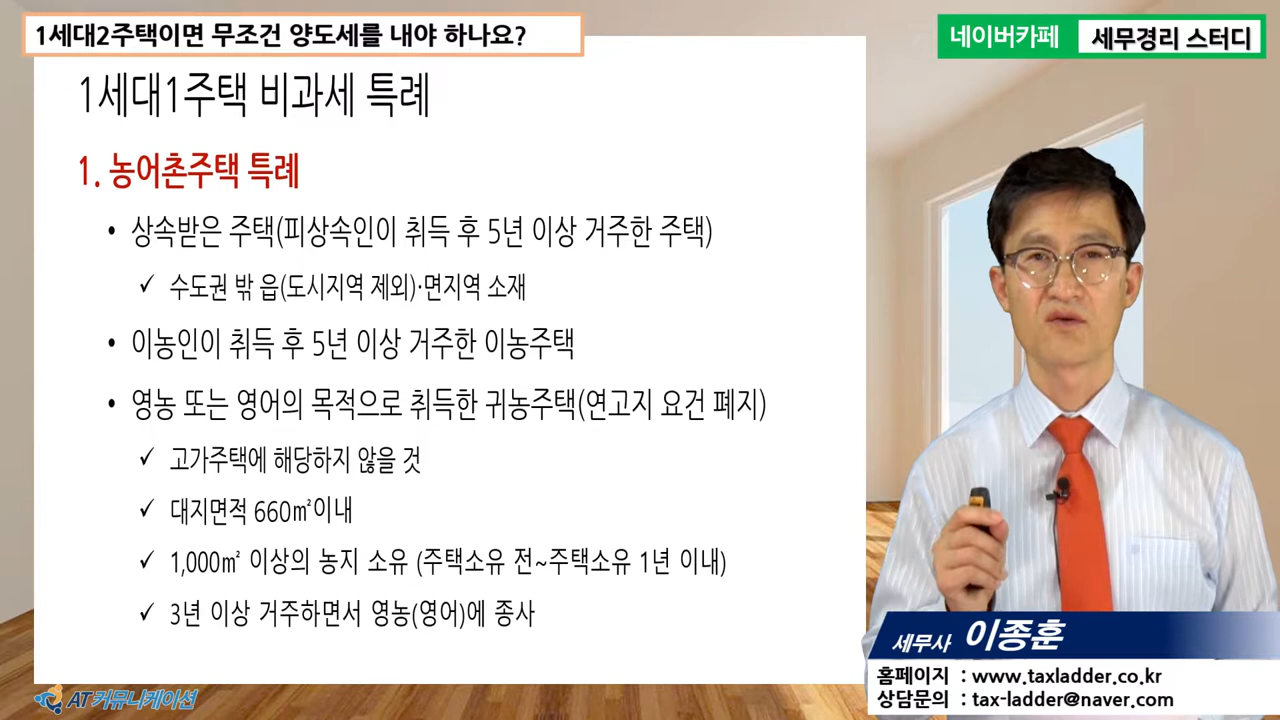 1세대2주택이면 무조건 양도세를 내야 하나요?
네이버카페 세무경리 스터디
1세대1주택 비과세 특례
1. 농어촌주택 특례
• 상속받은 주택(피상속인이 취득 후 5년 이상 거주한 주택)
✓ 수도권 밖 읍(도시지역 제외)·면지역 소재
• 이농인이 취득 후 5년 이상 거주한 이농주택
• 영농 또는 영어의 목적으로 취득한 귀농주택(연고지 요건 폐지)
✓ 고가주택에 해당하지 않을 것
✓ 대지면적 660㎡이내
✓ 1,000㎡ 이상의 농지 소유 (주택소유 전~주택소유 1년 이내)
✓ 3년 이상 거주하면서 영농(영어)에 종사
세무사 이종훈
홈페이지 : www.taxladder.co.kr
상담문의 : tax-ladder@naver.com
AT커뮤니케이션